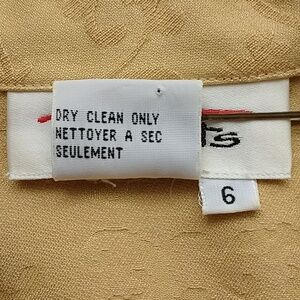 DRY CLEAN ONLY
NETTOYER A SEC
SEULEMENT
6